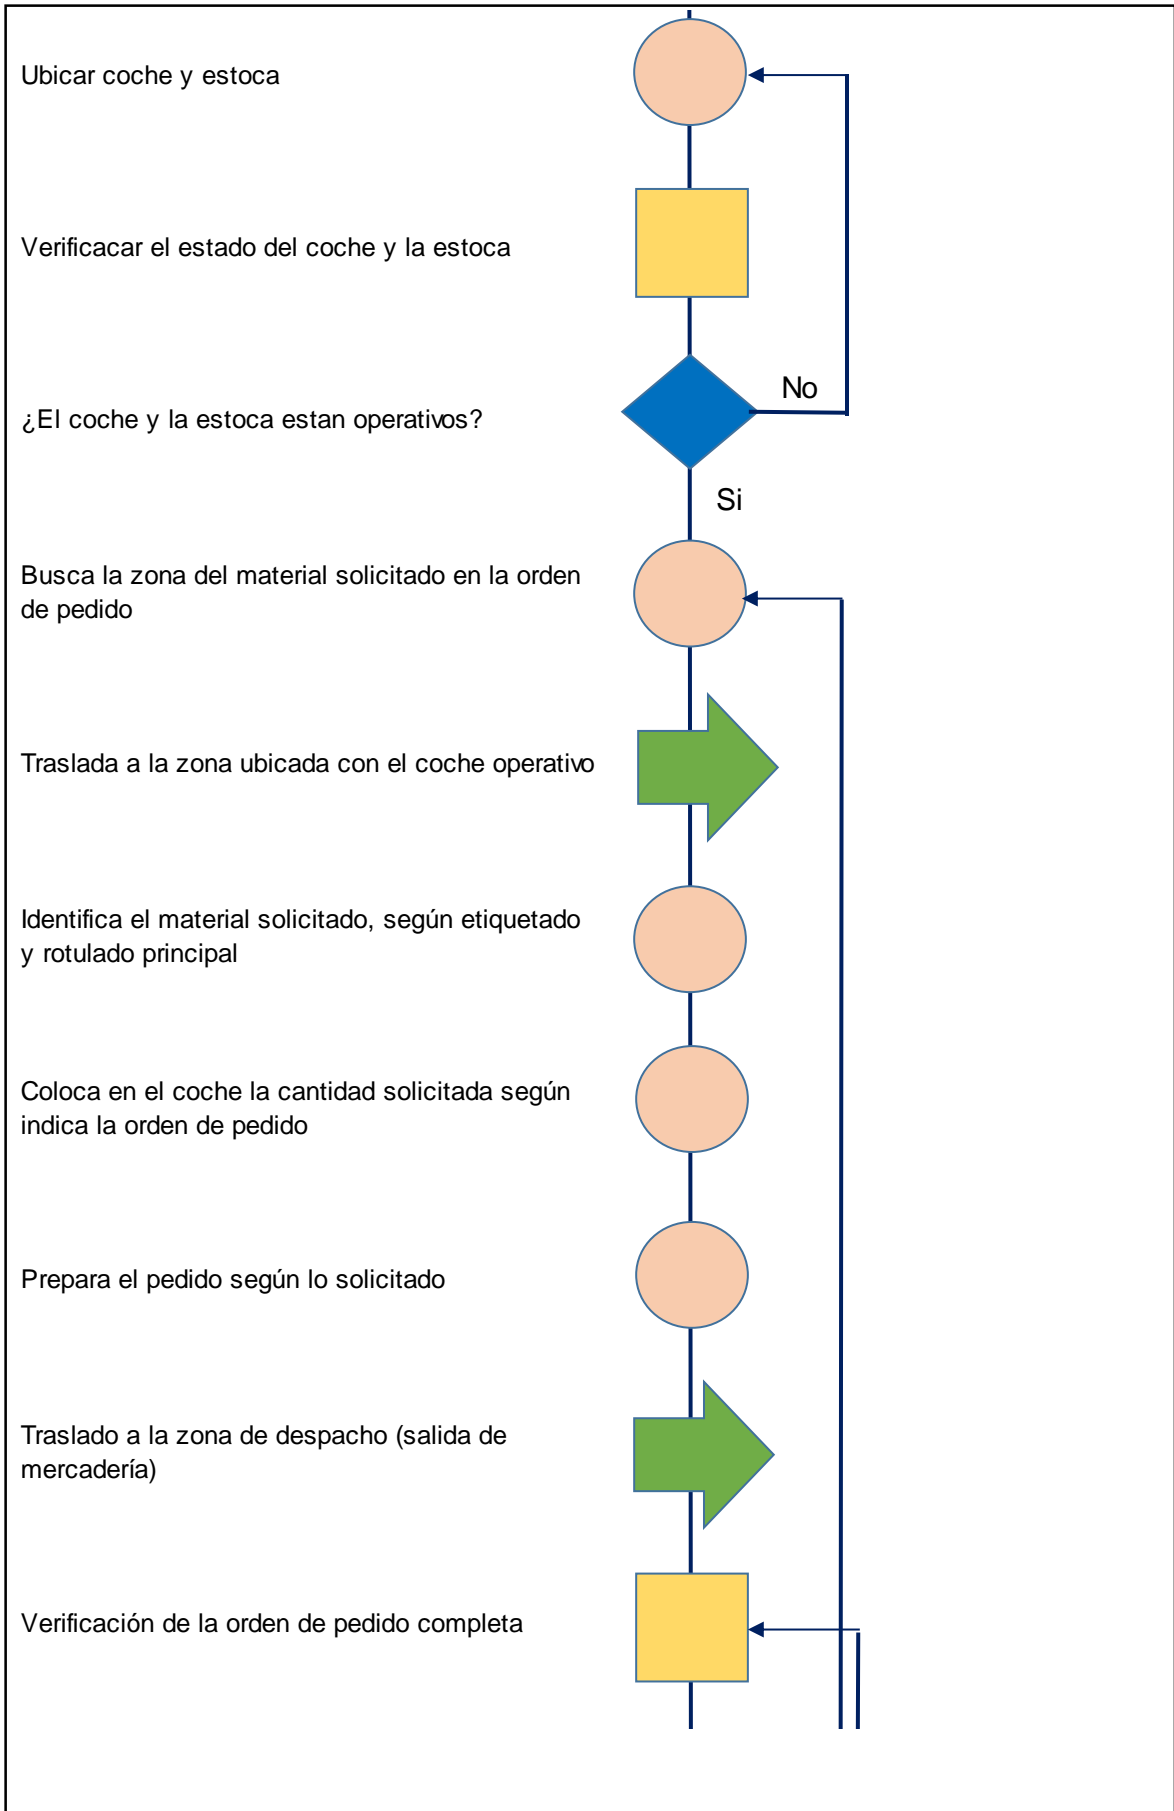 Ubicar coche y estoca
Verificacar el estado del coche y la estoca
¿El coche y la estoca estan operativos?
No
Si
Busca la zona del material solicitado en la orden
de pedido
Traslada a la zona ubicada con el coche operativo
Identifica el material solicitado, según etiquetado
y rotulado principal
Coloca en el coche la cantidad solicitada según
indica la orden de pedido
Prepara el pedido según lo solicitado
Traslado a la zona de despacho (salida de
mercadería)
Verificación de la orden de pedido completa